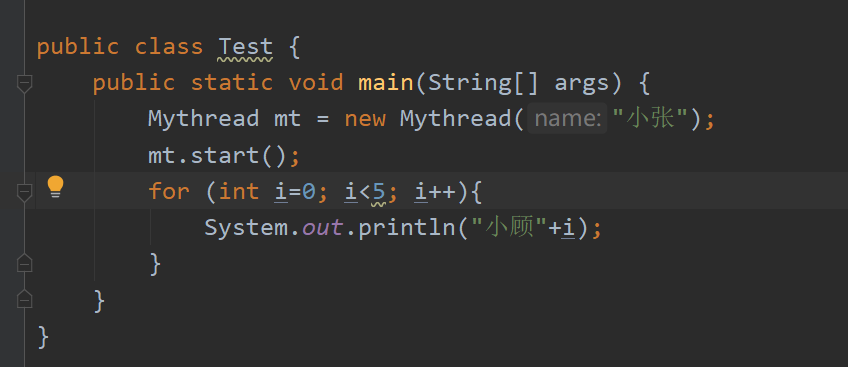 public class Test {
public static void main(String[] args) {
Mythread mt = new Mythread( name: "小张");
mt.start();
for (int i=0; i<5; i++){
System.out.println("小顾"+i);
}
}
}